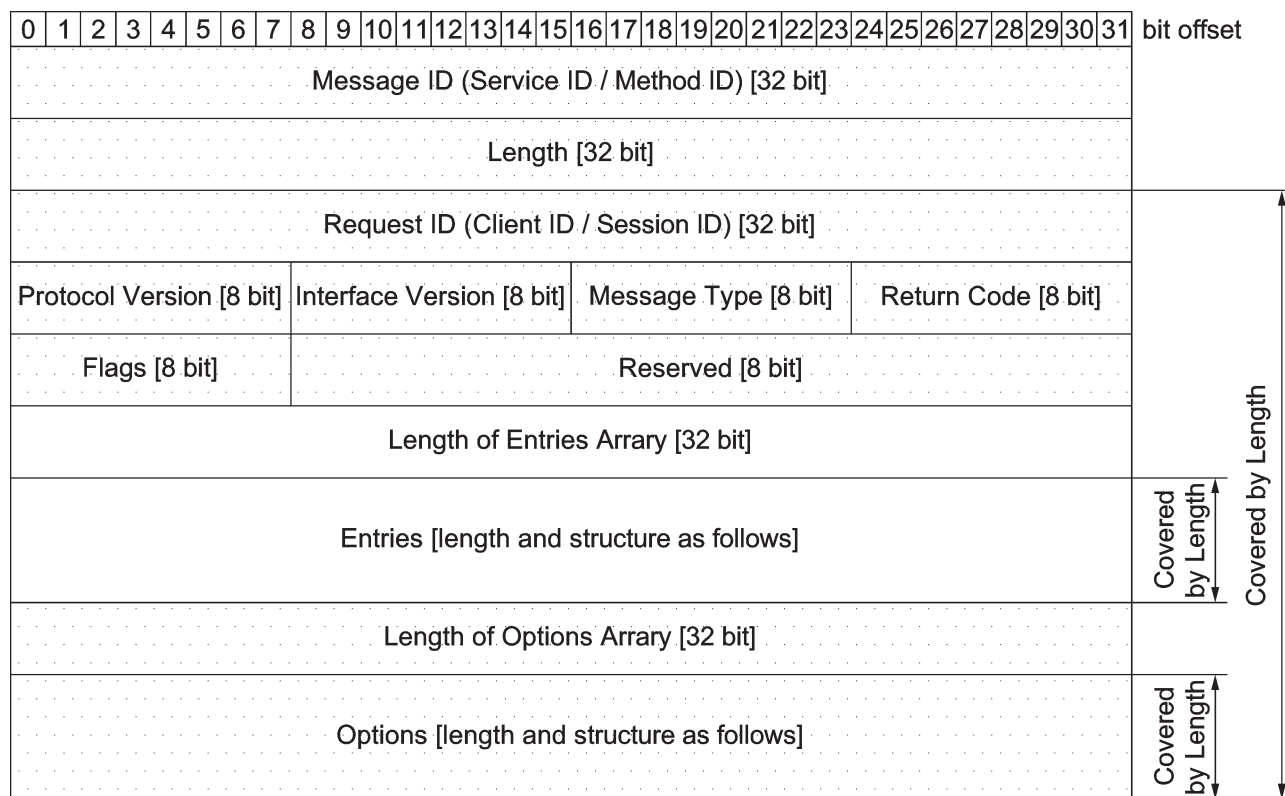 0 1 2 3 4 5 6 7 8 9 10 11 12 13 14 15 16 17 18 19 20 21 22 23 24 25 26 27 28 29 30 31 bit offset
Message ID (Service ID / Method ID) [32 bit]
Length [32 bit]
Request ID (Client ID / Session ID) [32 bit]
Protocol Version [8 bit] Interface Version [8 bit] Message Type [8 bit] Return Code [8 bit]
Flags [8 bit] Reserved [8 bit]
Length of Entries Arrary [32 bit]
Entries [length and structure as follows]
Covered
by Length
Length of Options Arrary [32 bit]
Options [length and structure as follows]
Covered
by Length
Covered by Length